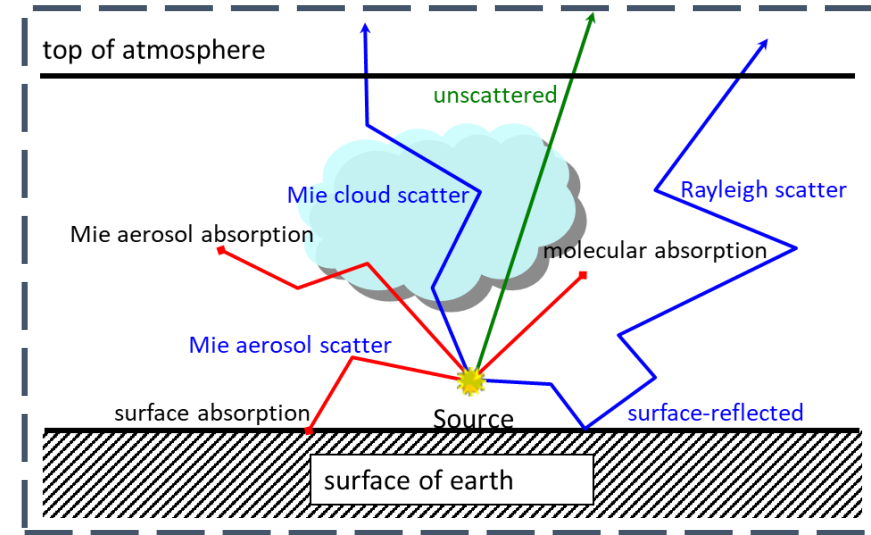 top of atmosphere
unscattered
Mie cloud scatter
Rayleigh scatter
Mie aerosol absorption
molecular absorption
Mie aerosol scatter
surface absorption
Source
surface-reflected
surface of earth